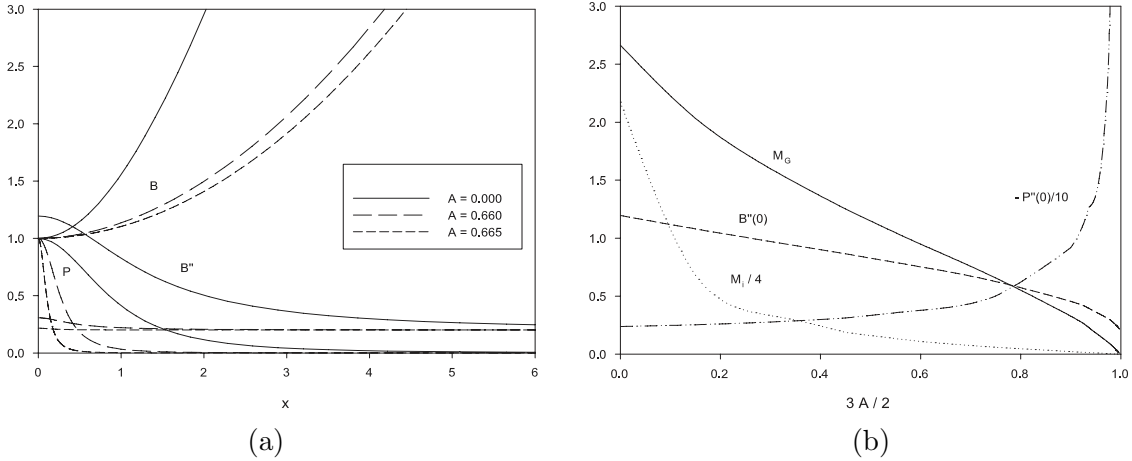 3.0
2.5
2.0
1.5
1.0
0.5
0.0
B
B"
P
A = 0.000
A = 0.660
A = 0.665
0 1 2 3 4 5 6
x
(a)
3.0
2.5
2.0
1.5
1.0
0.5
0.0
M_G
- P"(0)/10
B"(0)
M_i / 4
0.0 0.2 0.4 0.6 0.8 1.0
3 A / 2
(b)